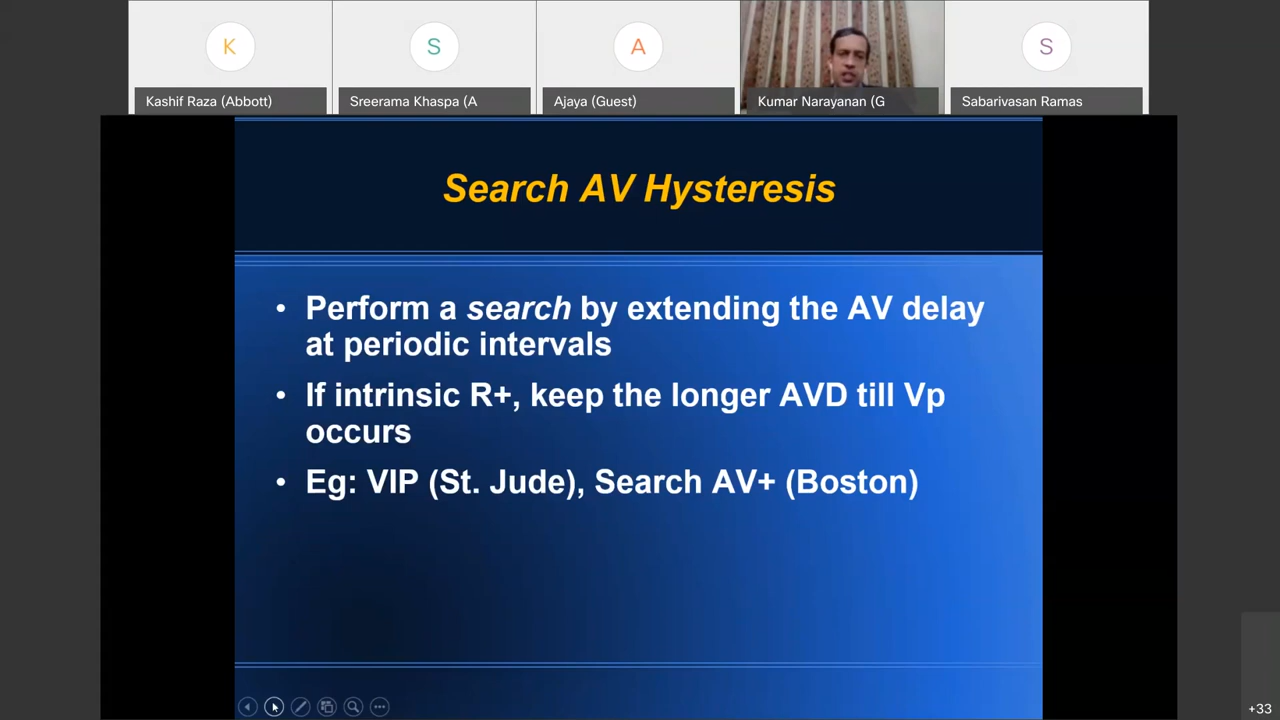 K
S
A
S
Kashif Raza (Abbott)
Sreerama Khaspa (A
Ajaya (Guest)
Kumar Narayanan (G
Sabarivasan Ramas
Search AV Hysteresis
• Perform a search by extending the AV delay
at periodic intervals
• If intrinsic R+, keep the longer AVD till Vp
occurs
• Eg: VIP (St. Jude), Search AV+ (Boston)
+33